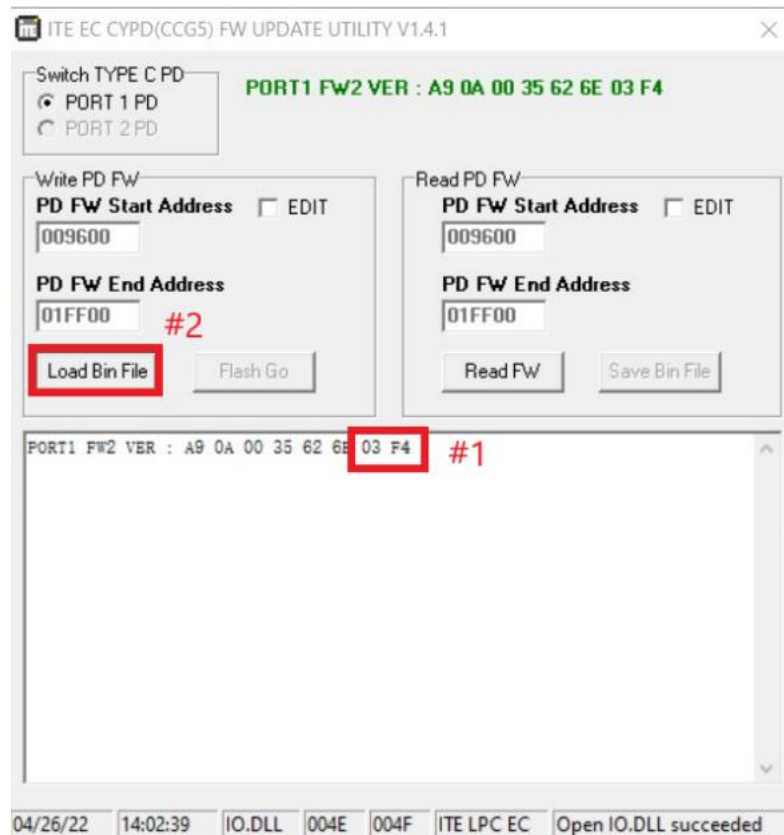 ITE EC CYPD(CCG5) FW UPDATE UTILITY V1.4.1
Switch TYPE C PD
PORT 1 PD
PORT 2 PD
PORT1 FW2 VER : A9 0A 00 35 62 6E 03 F4
Write PD FW
PD FW Start Address EDIT
009600
PD FW End Address
01FF00
#2
Load Bin File Flash Go
Read PD FW
PD FW Start Address EDIT
009600
PD FW End Address
01FF00
Read FW Save Bin File
PORT1 FW2 VER : A9 0A 00 35 62 6E 03 F4 #1
04/26/22 14:02:39 IO.DLL 004E 004F ITE LPC EC Open IO.DLL succeeded